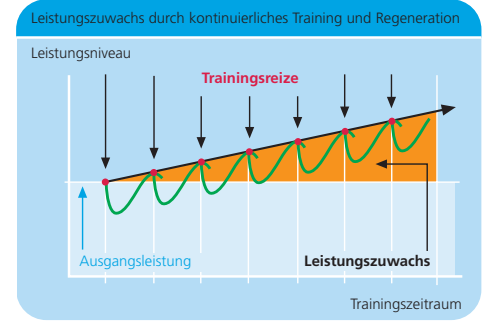 Leistungszuwachs durch kontinuierliches Training und Regeneration
Leistungsniveau
Trainingsreize
Ausgangsleistung
Leistungszuwachs
Trainingszeitraum